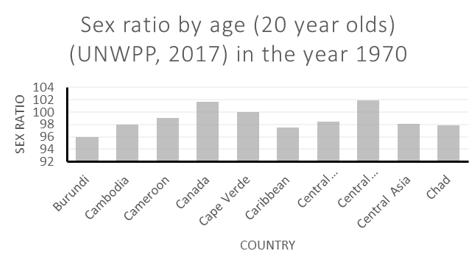 Sex ratio by age (20 year olds)
(UNWPP, 2017) in the year 1970
SEX RATIO
104
102
100
98
96
94
92
Burundi
Cambodia
Cameroon
Canada
Cape Verde
Caribbean
Central...
Central...
Central Asia
Chad
COUNTRY